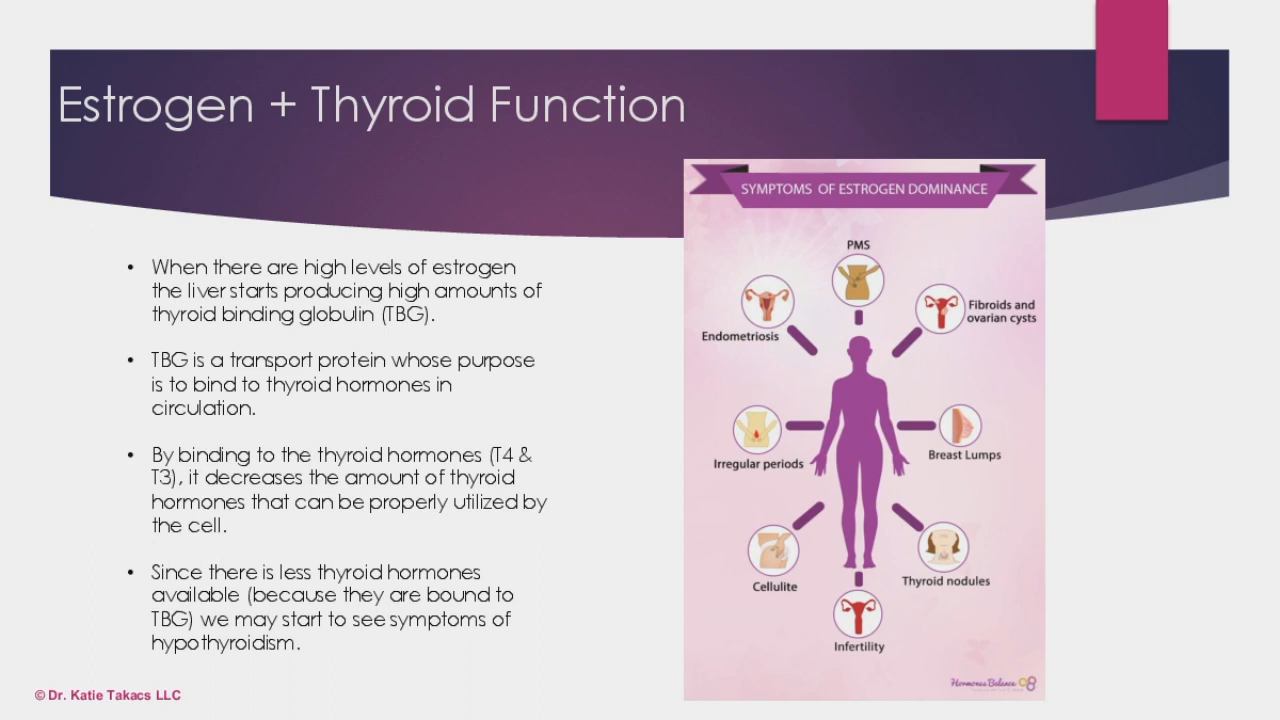 Estrogen + Thyroid Function
• When there are high levels of estrogen
the liver starts producing high amounts of
thyroid binding globulin (TBG).
• TBG is a transport protein whose purpose
is to bind to thyroid hormones in
circulation.
• By binding to the thyroid hormones (T4 &
T3), it decreases the amount of thyroid
hormones that can be properly utilized by
the cell.
• Since there is less thyroid hormones
available (because they are bound to
TBG) we may start to see symptoms of
hypothyroidism.
SYMPTOMS OF ESTROGEN DOMINANCE
PMS
Fibroids and
ovarian cysts
Endometriosis
Breast Lumps
Irregular periods
Thyroid nodules
Cellulite
Infertility
Hormones Balance
© Dr. Katie Takacs LLC